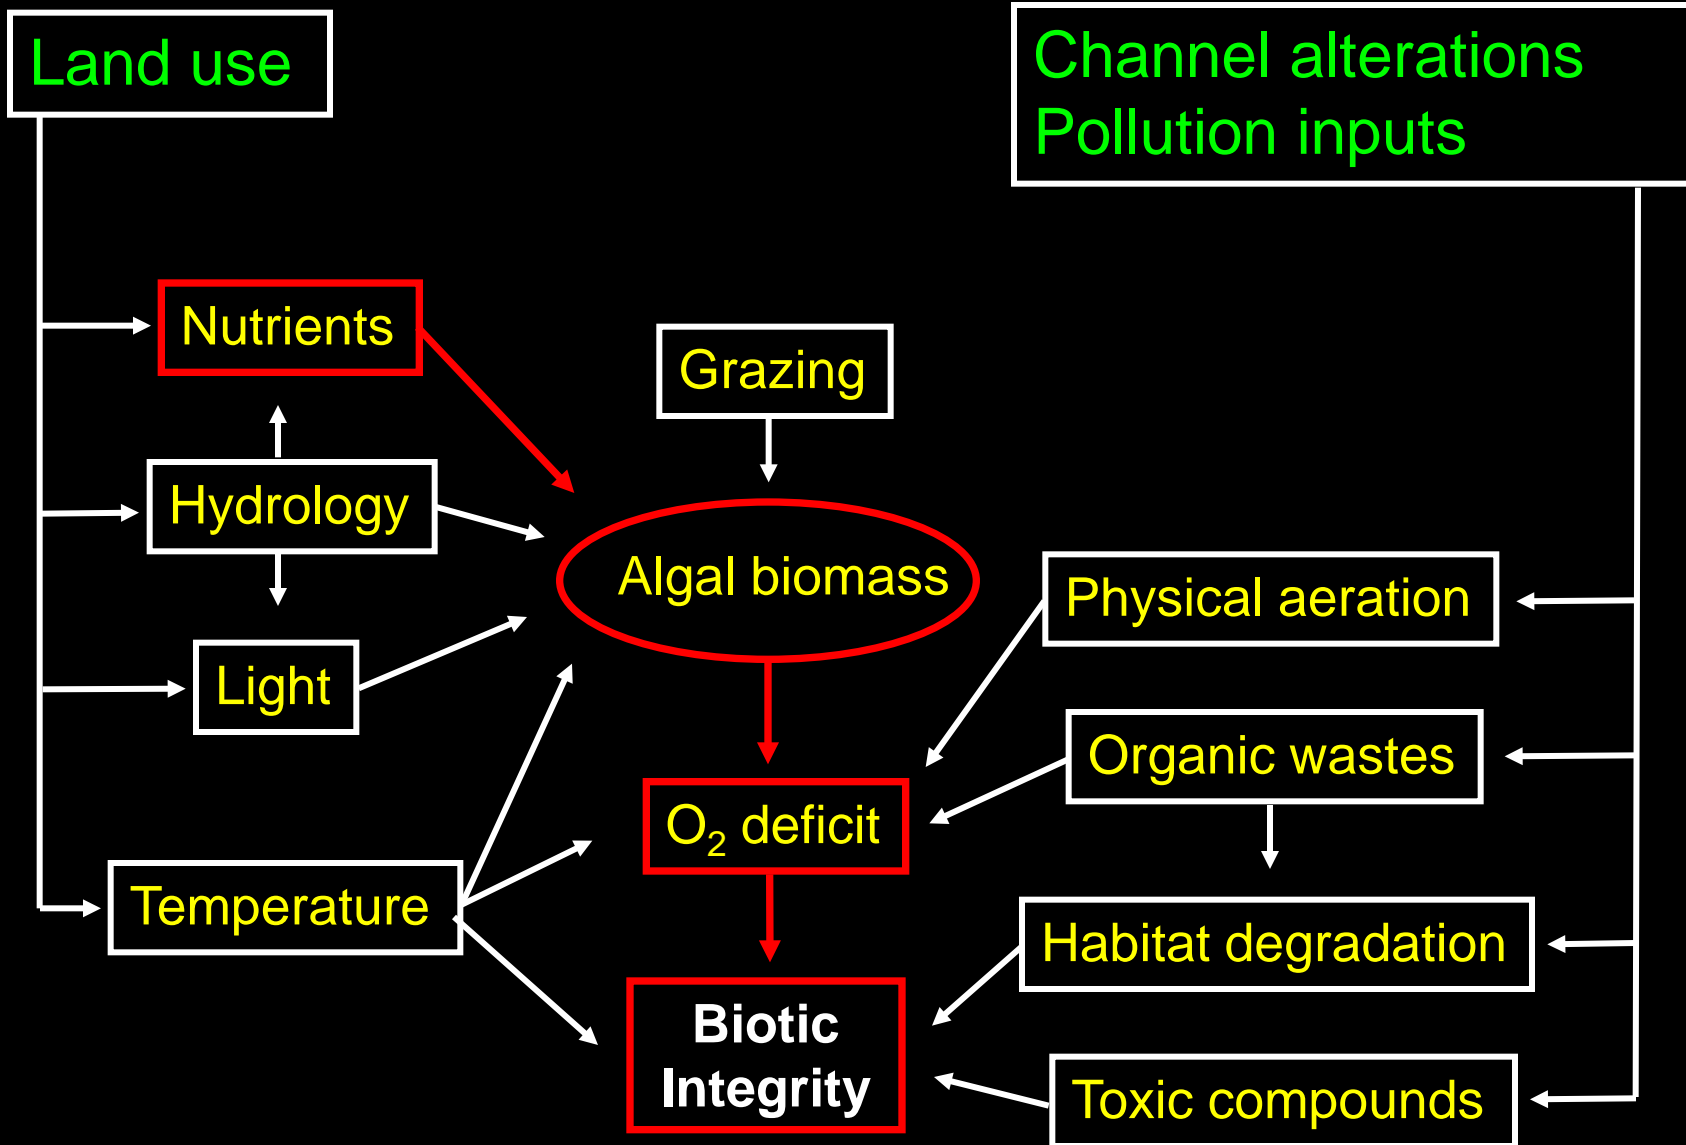 Land use
Channel alterations
Pollution inputs
Nutrients
Grazing
Hydrology
Algal biomass
Physical aeration
Light
Organic wastes
O₂ deficit
Temperature
Habitat degradation
Biotic
Integrity
Toxic compounds